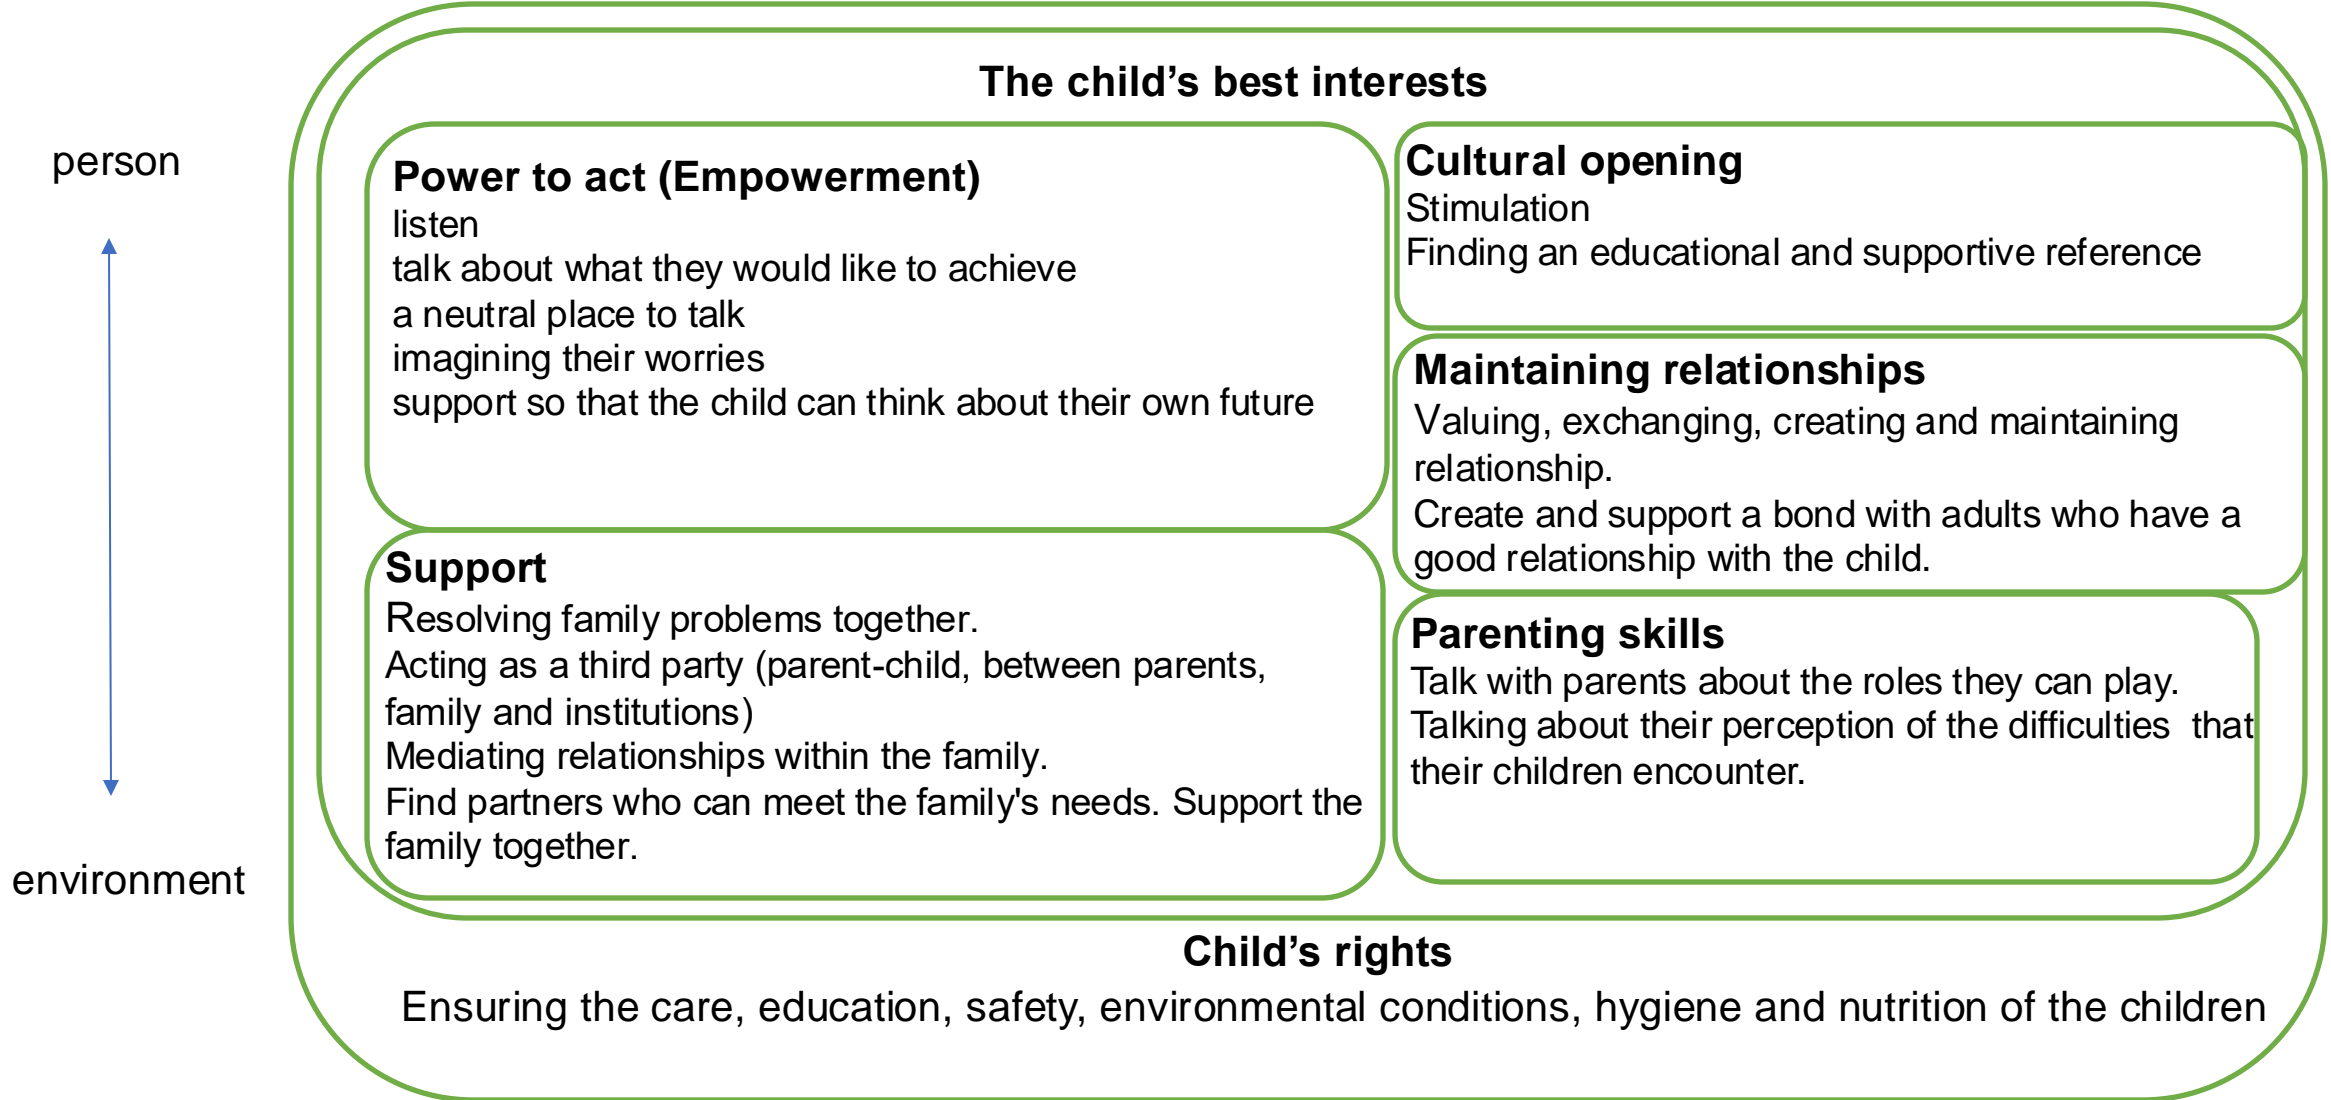 The child’s best interests
person
environment
Power to act (Empowerment)
listen
talk about what they would like to achieve
a neutral place to talk
imagining their worries
support so that the child can think about their own future
Cultural opening
Stimulation
Finding an educational and supportive reference
Maintaining relationships
Valuing, exchanging, creating and maintaining
relationship.
Create and support a bond with adults who have a
good relationship with the child.
Support
Resolving family problems together.
Acting as a third party (parent-child, between parents,
family and institutions)
Mediating relationships within the family.
Find partners who can meet the family's needs. Support the
family together.
Parenting skills
Talk with parents about the roles they can play.
Talking about their perception of the difficulties  that
their children encounter.
Child’s rights
Ensuring the care, education, safety, environmental conditions, hygiene and nutrition of the children